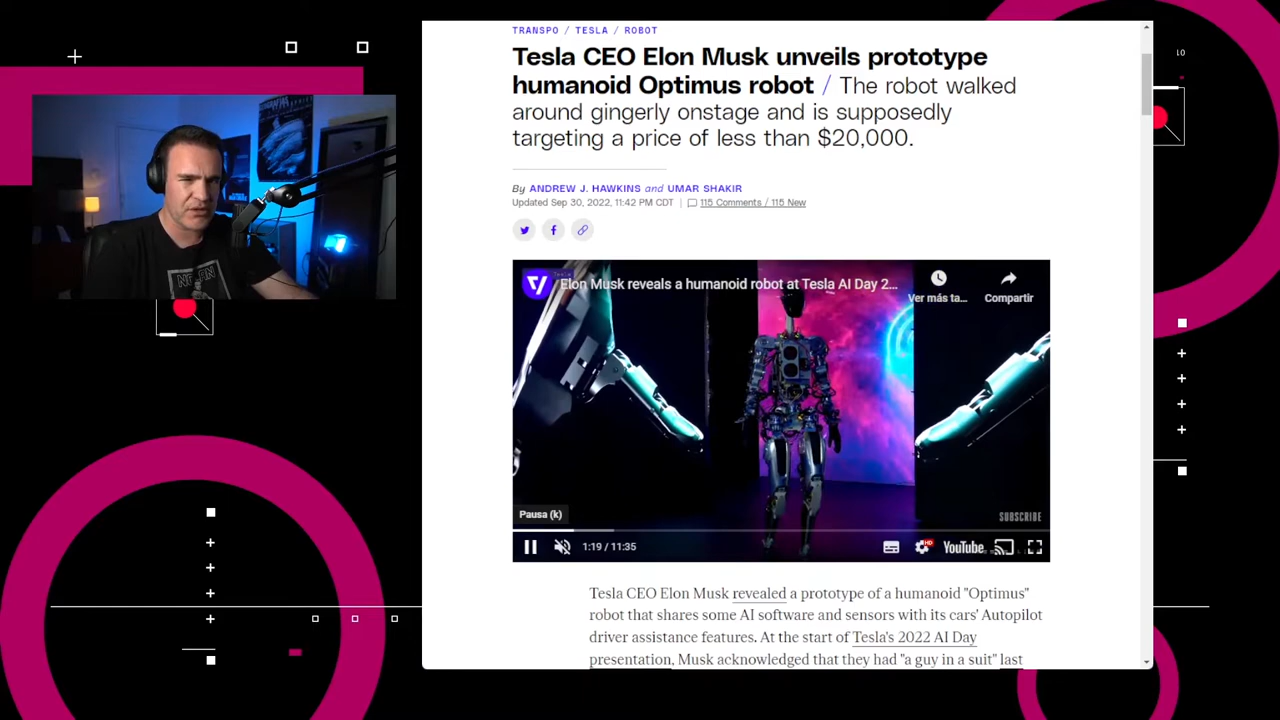 TRANSPO / TESLA / ROBOT
Tesla CEO Elon Musk unveils prototype
humanoid Optimus robot / The robot walked
around gingerly onstage and is supposedly
targeting a price of less than $20,000.
By ANDREW J. HAWKINS and UMAR SHAKIR
Updated Sep 30, 2022, 11:42 PM CDT | 115 Comments / 115 New
Elon Musk reveals a humanoid robot at Tesla AI Day 2...
Ver más ta...
Compartir
Pausa (k)
SUBSCRIBE
1:19 / 11:35
HD
YouTube
Tesla CEO Elon Musk revealed a prototype of a humanoid "Optimus"
robot that shares some AI software and sensors with its cars' Autopilot
driver assistance features. At the start of Tesla's 2022 AI Day
presentation, Musk acknowledged that they had "a guy in a suit" last
10